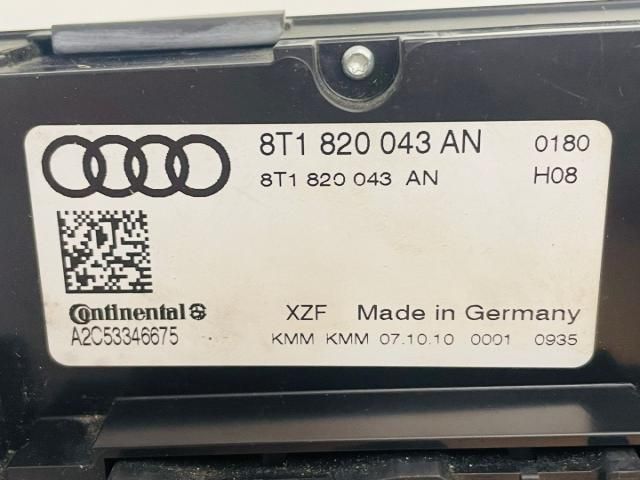 8T1 820 043 AN 0180
8T1 820 043 AN H08
Continental
A2C53346675
XZF Made in Germany
KMM KMM 07.10.10 0001 0935